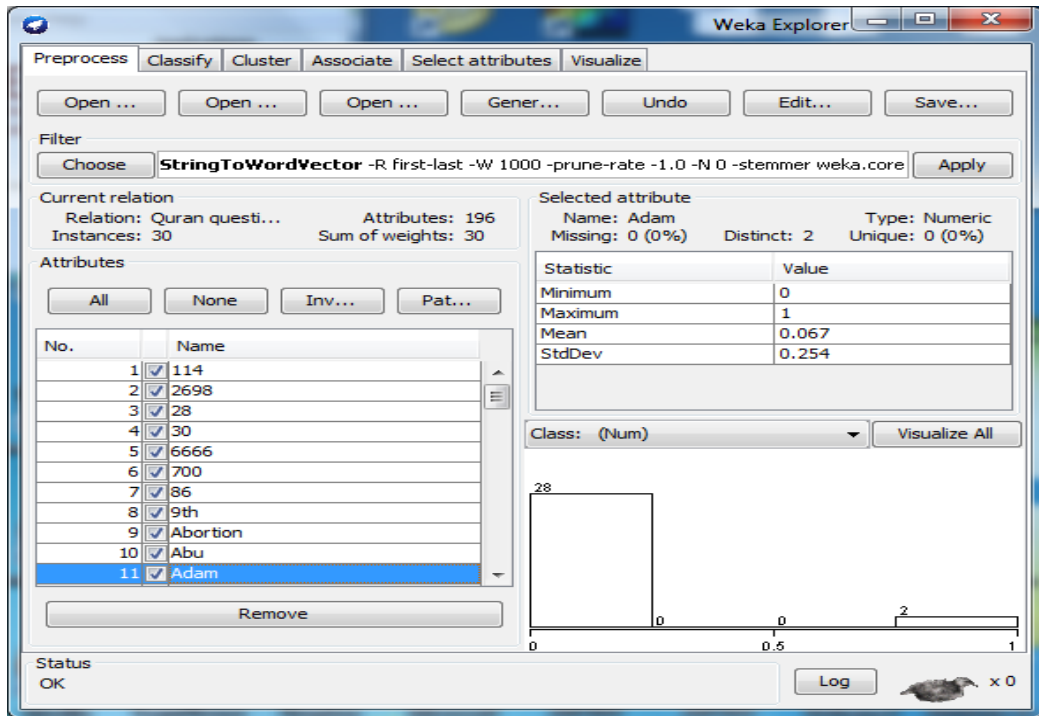 Weka Explorer
Preprocess Classify Cluster Associate Select attributes Visualize
Open ... Open ... Open ... Gener... Undo Edit... Save...
Filter
Choose StringToWordVector -R first-last -W 1000 -prune-rate -1.0 -N 0 -stemmer weka.core Apply
Current relation
Relation: Quran questi... Attributes: 196
Instances: 30 Sum of weights: 30
Attributes
All None Inv... Pat...
No. Name
1 114
2 2698
3 28
4 30
5 6666
6 700
7 86
8 9th
9 Abortion
10 Abu
11 Adam
Remove
Selected attribute
Name: Adam Type: Numeric
Missing: 0 (0%) Distinct: 2 Unique: 0 (0%)
Statistic Value
Minimum 0
Maximum 1
Mean 0.067
StdDev 0.254
Class: (Num) Visualize All
28
0 0 2
0 0.5 1
Status
OK
Log x 0